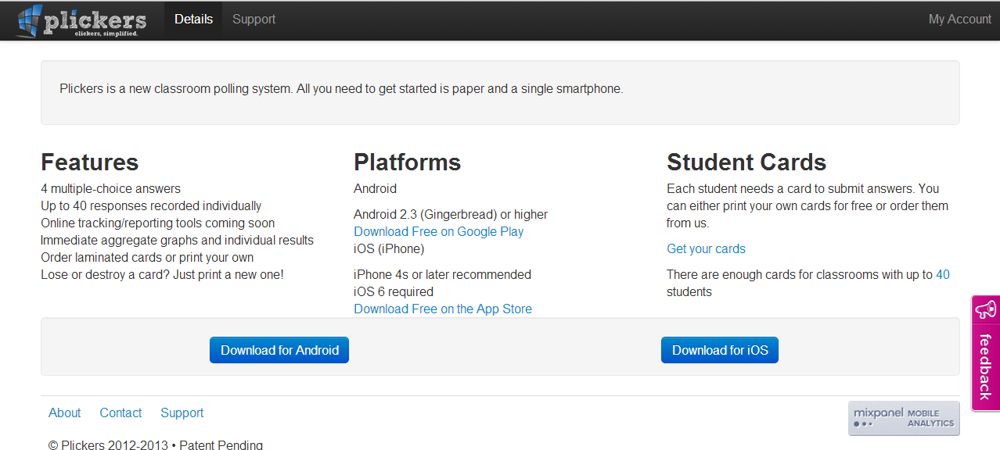 plickers
clickers, simplified.
Details
Support
My Account
Plickers is a new classroom polling system. All you need to get started is paper and a single smartphone.
Features
4 multiple-choice answers
Up to 40 responses recorded individually
Online tracking/reporting tools coming soon
Immediate aggregate graphs and individual results
Order laminated cards or print your own
Lose or destroy a card? Just print a new one!
Platforms
Android
Android 2.3 (Gingerbread) or higher
Download Free on Google Play
iOS (iPhone)
iPhone 4s or later recommended
iOS 6 required
Download Free on the App Store
Student Cards
Each student needs a card to submit answers. You
can either print your own cards for free or order them
from us.
Get your cards
There are enough cards for classrooms with up to 40
students
feedback
Download for Android
Download for iOS
About
Contact
Support
mixpanel MOBILE
ANALYTICS
© Plickers 2012-2013 • Patent Pending